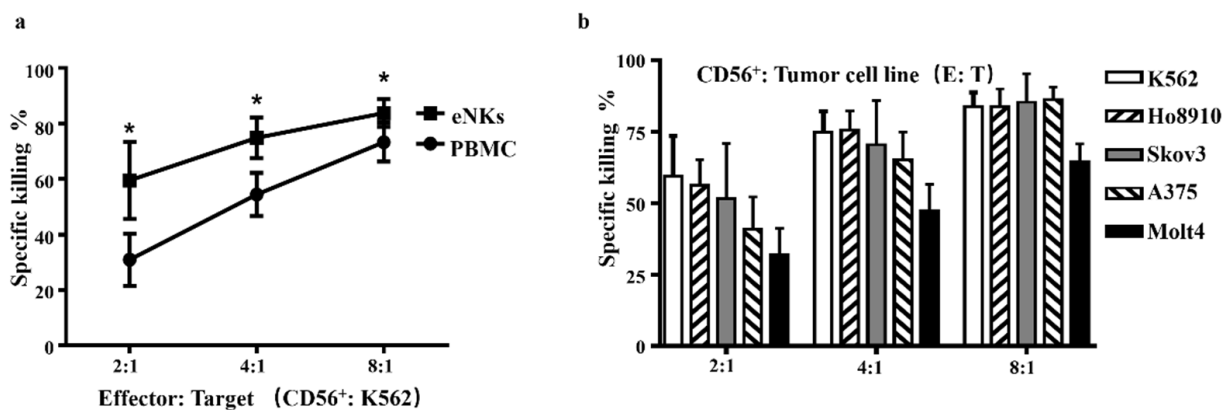 a
100
80
60
40
20
0
Specific killing %
*
*
*
eNKs
PBMC
2:1
4:1
8:1
Effector: Target (CD56⁺: K562)
b
CD56⁺: Tumor cell line (E: T)
100
75
50
25
0
Specific killing %
2:1
4:1
8:1
K562
Ho8910
Skov3
A375
Molt4